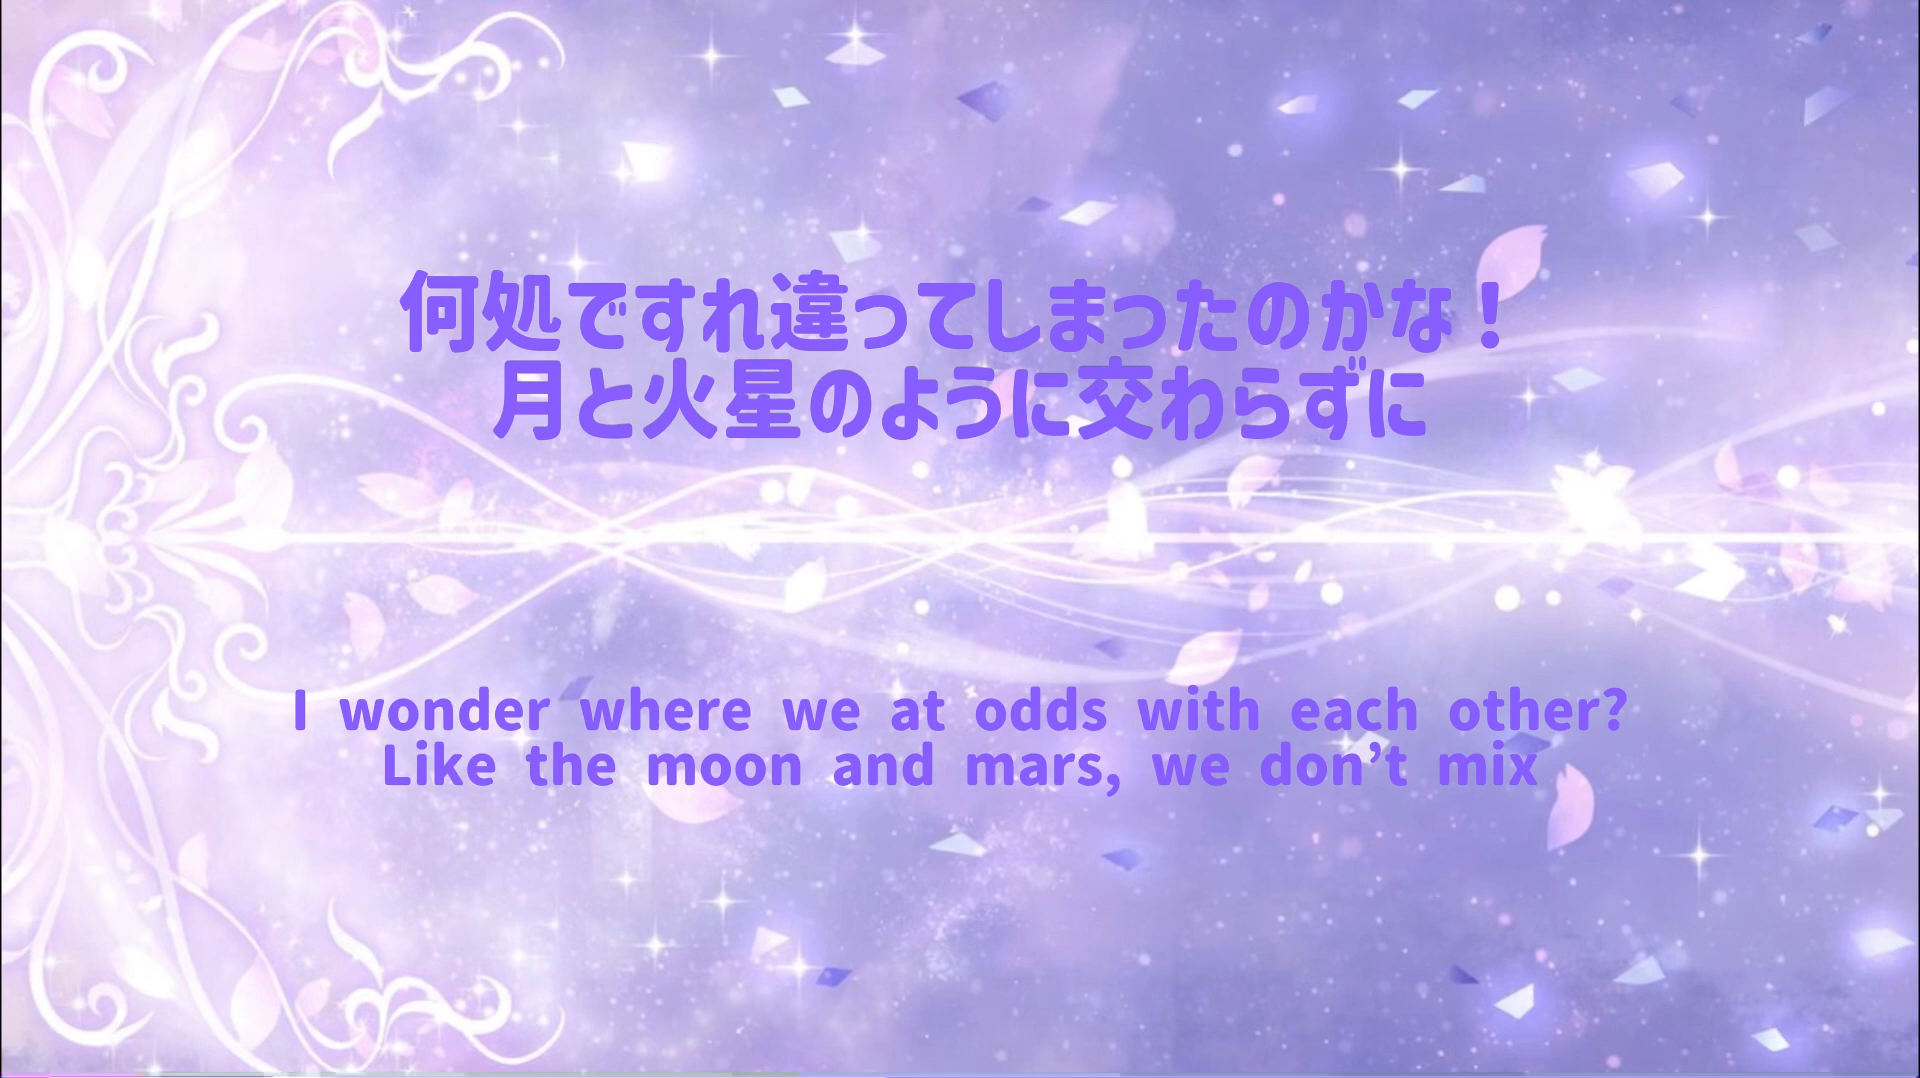 何処ですれ違ってしまったのかな！
月と火星のように交わらずに
I wonder where we at odds with each other?
Like the moon and mars, we don’t mix